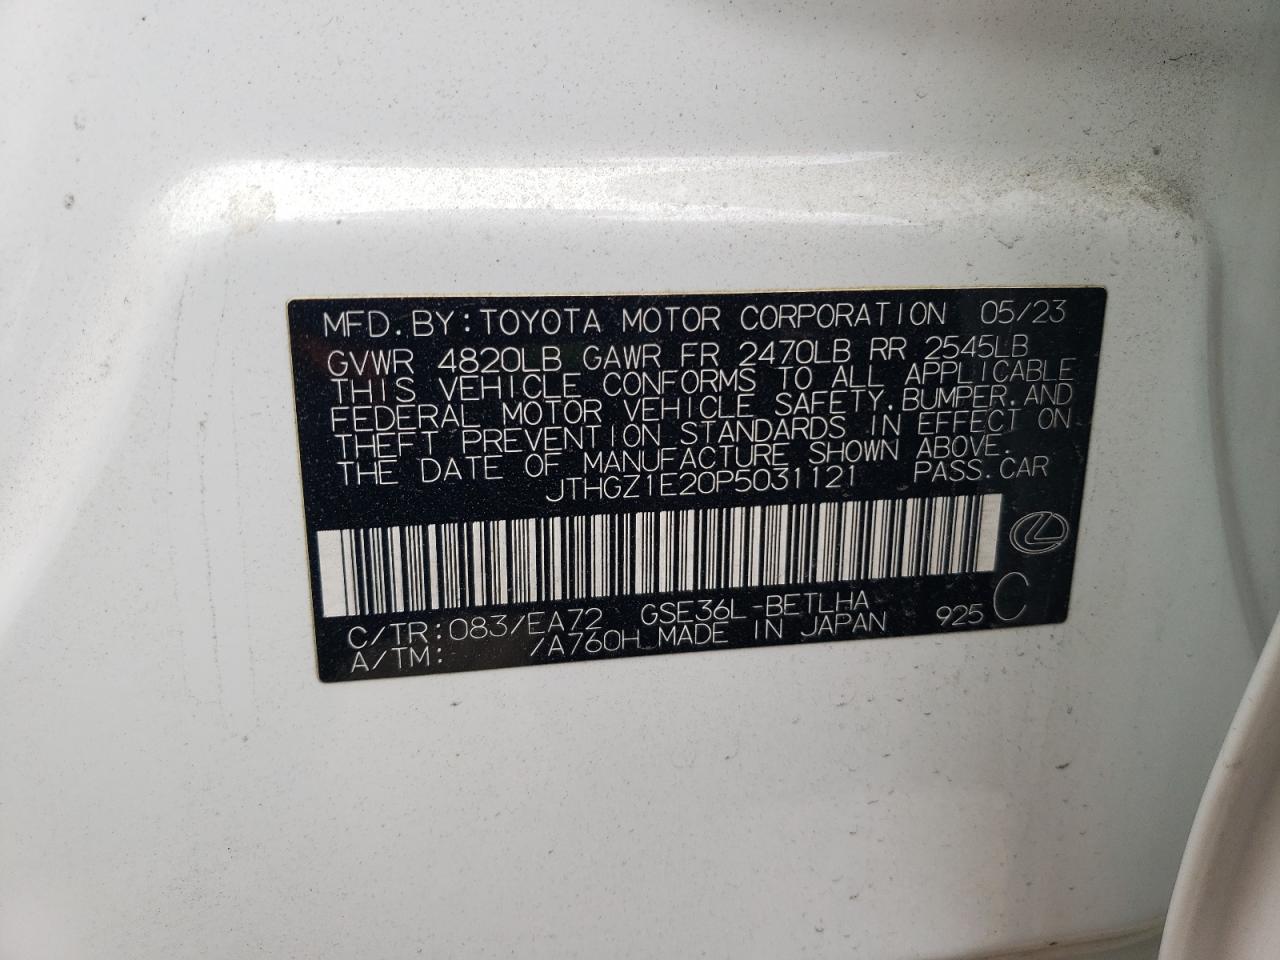 MFD.BY:TOYOTA MOTOR CORPORATION 05/23
GVWR 4820LB GAWR FR 2470LB RR 2545LB
THIS VEHICLE CONFORMS TO ALL APPLICABLE
FEDERAL MOTOR VEHICLE SAFETY,BUMPER,AND
THEFT PREVENTION STANDARDS IN EFFECT ON
THE DATE OF MANUFACTURE SHOWN ABOVE.
JTHGZ1E20P5031121 PASS.CAR
C/TR:083/EA72 GSE36L-BETLHA 925 C
A/TM: /A760H MADE IN JAPAN